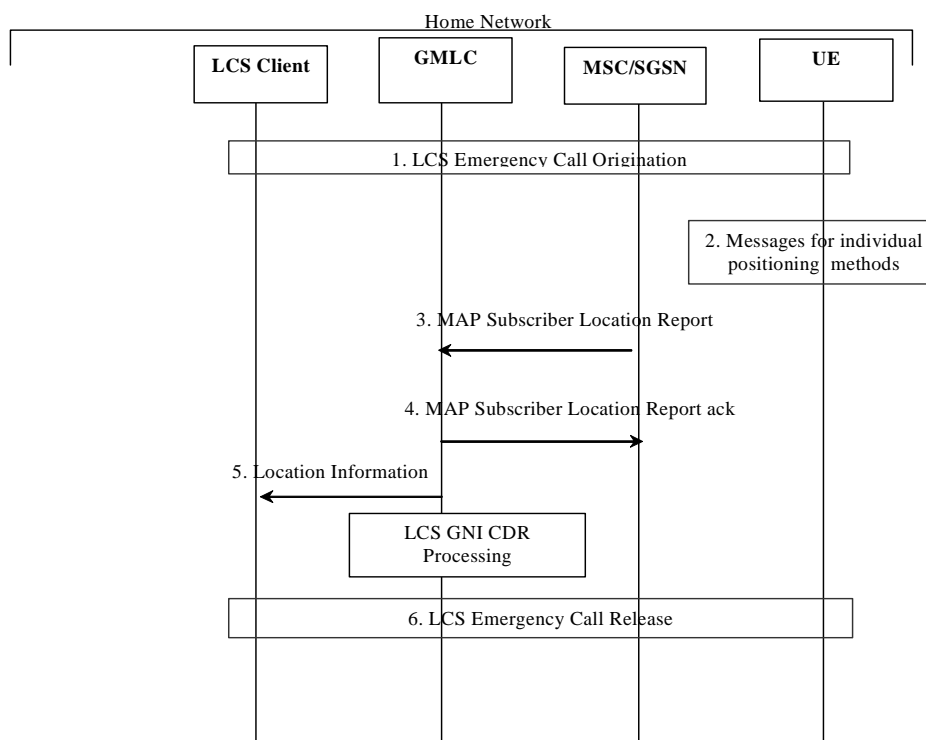 Home Network
LCS Client
GMLC
MSC/SGSN
UE
1. LCS Emergency Call Origination
2. Messages for individual
positioning methods
3. MAP Subscriber Location Report
4. MAP Subscriber Location Report ack
5. Location Information
LCS GNI CDR
Processing
6. LCS Emergency Call Release